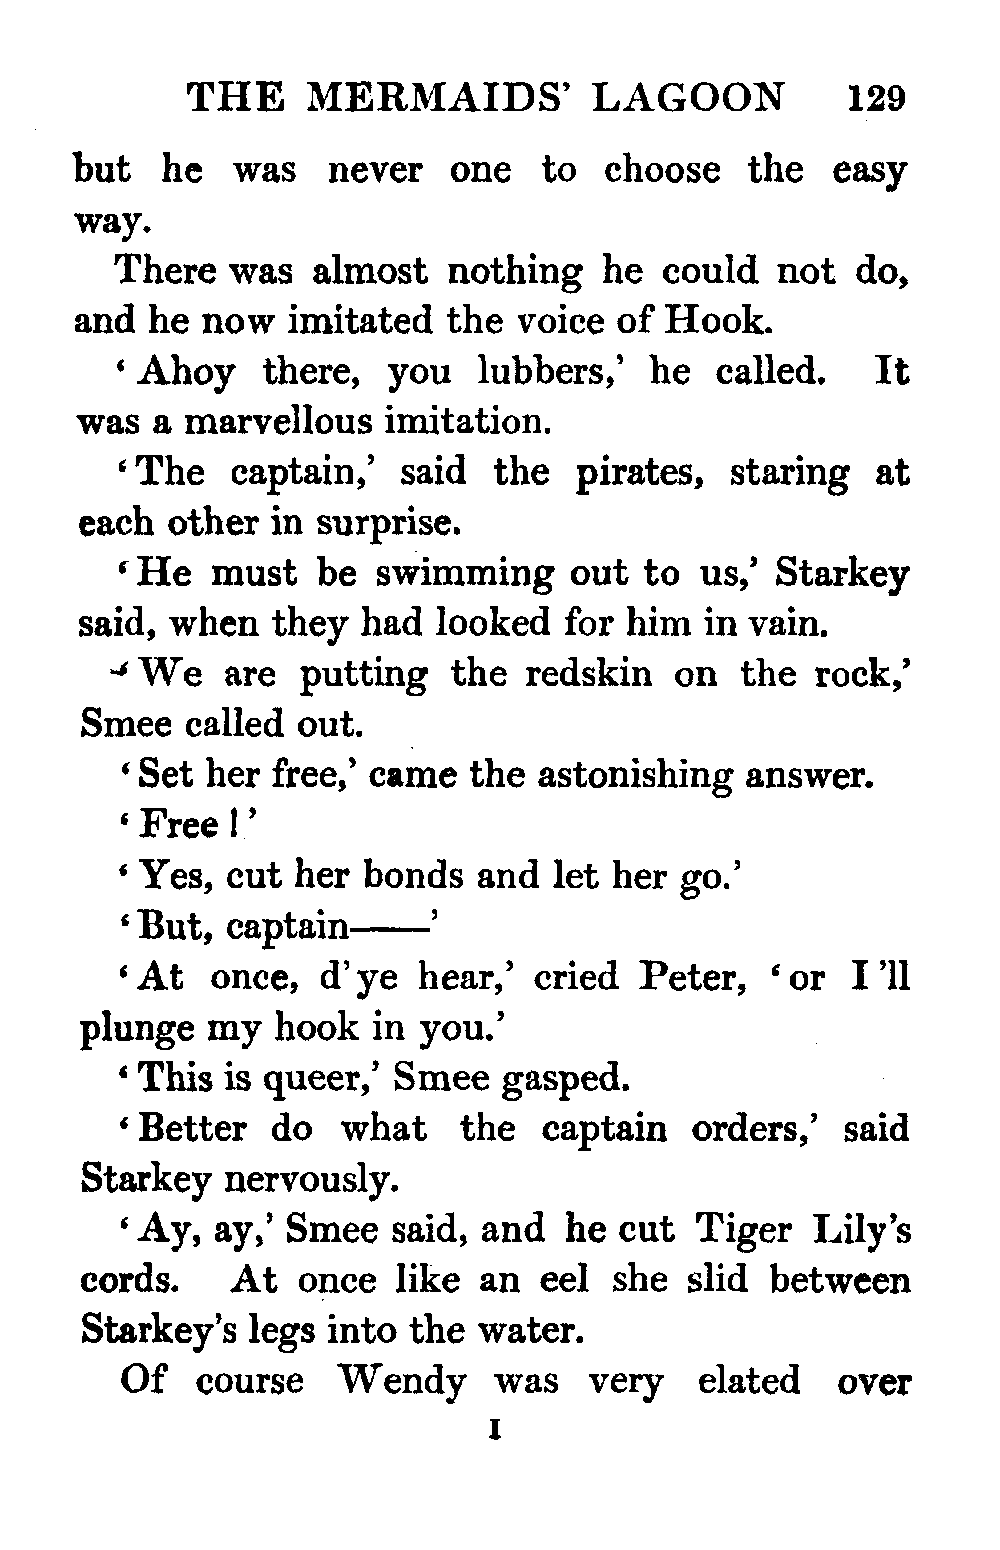 THE MERMAIDS' LAGOON 129
but he was never one to choose the easy
way.
There was almost nothing he could not do,
and he now imitated the voice of Hook.
‘ Ahoy there, you lubbers,’ he called. It
was a marvellous imitation.
‘ The captain,’ said the pirates, staring at
each other in surprise.
‘ He must be swimming out to us,’ Starkey
said, when they had looked for him in vain.
‘ We are putting the redskin on the rock,’
Smee called out.
‘ Set her free,’ came the astonishing answer.
‘ Free ! ’
‘ Yes, cut her bonds and let her go.’
‘ But, captain——’
‘ At once, d’ye hear,’ cried Peter, ‘ or I ’ll
plunge my hook in you.’
‘ This is queer,’ Smee gasped.
‘ Better do what the captain orders,’ said
Starkey nervously.
‘ Ay, ay,’ Smee said, and he cut Tiger Lily’s
cords. At once like an eel she slid between
Starkey’s legs into the water.
Of course Wendy was very elated over
I